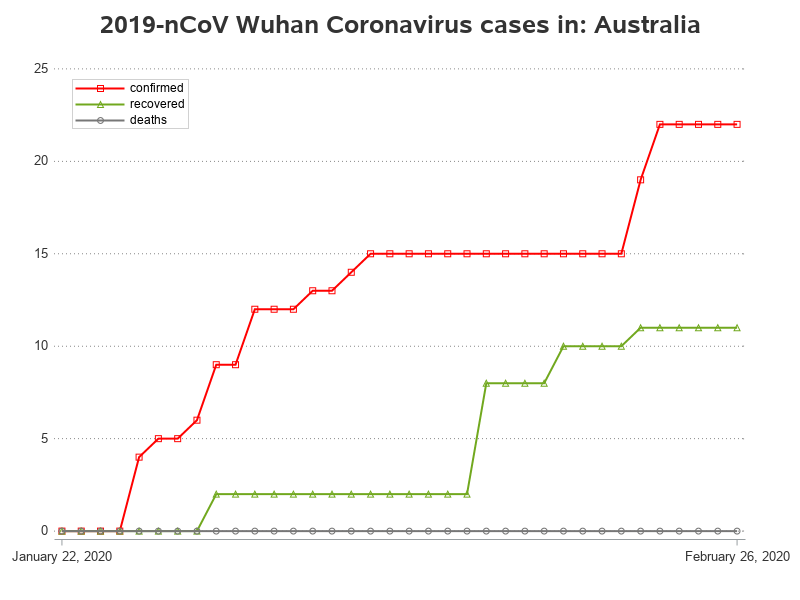 2019-nCoV Wuhan Coronavirus cases in: Australia
25
confirmed
recovered
deaths
20
15
10
5
0
January 22, 2020 February 26, 2020